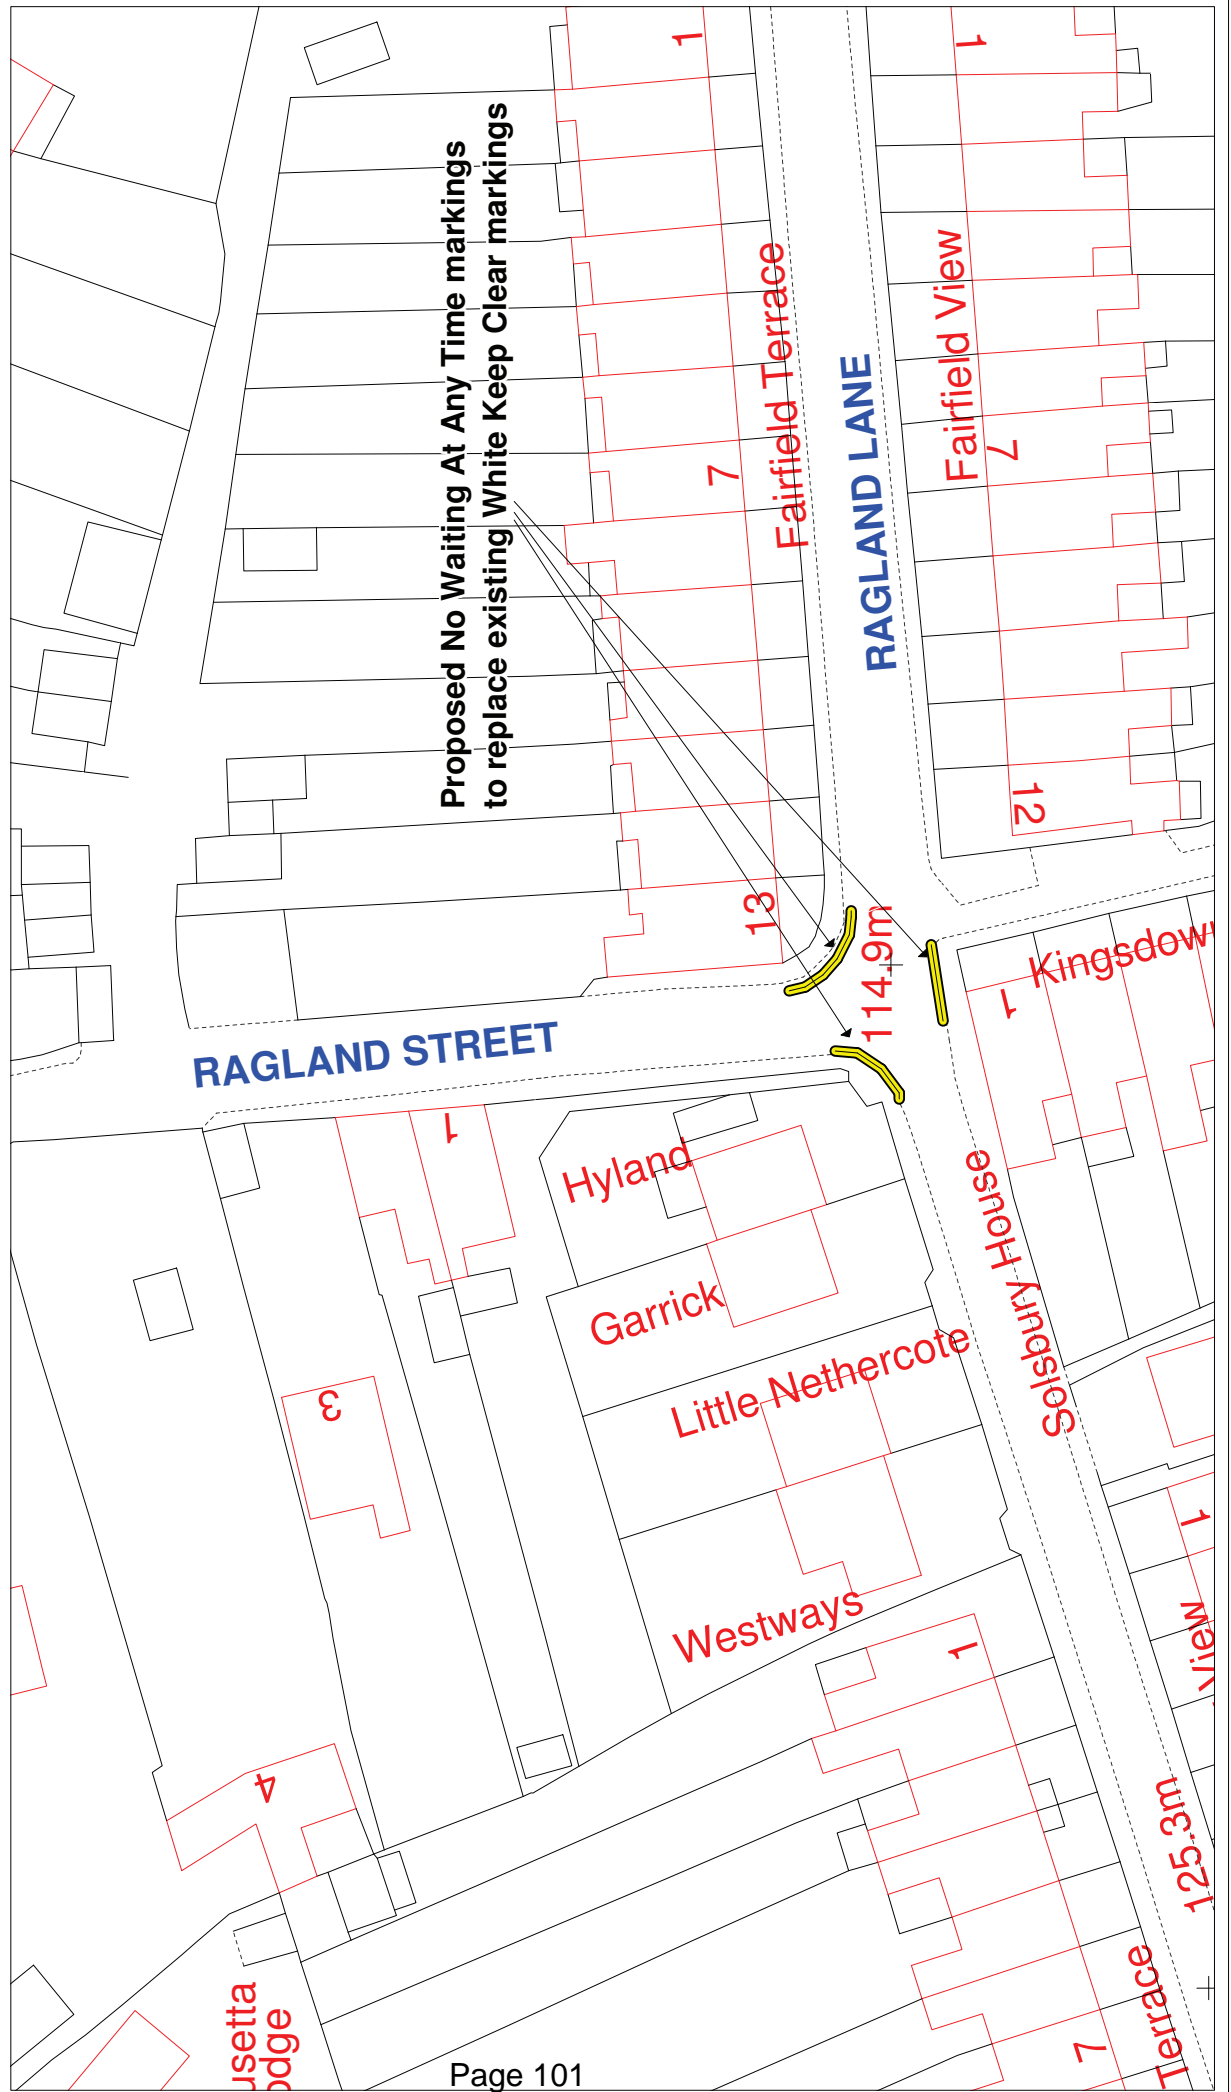 1
1
Proposed No Waiting At Any Time markings
to replace existing White Keep Clear markings
Fairfield Terrace
RAGLAND LANE
Fairfield View
7
7
12
13
114.9m
Kingsdown
1
RAGLAND STREET
1
Hyland
Solsbury House
Garrick
Little Nethercote
3
1
Westways
View
1
4
125.3m
Terrace
7
usetta
odge
Page 101